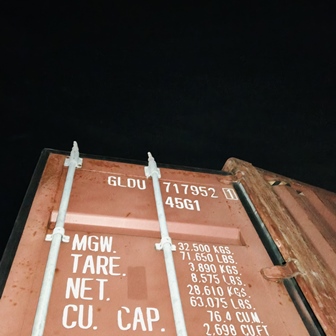 GLDU 717952 1
45G1
MGW. 32.500 KGS.
71.650 LBS.
TARE. 3.890 KGS.
8.575 LBS.
NET. 28.610 KGS.
63.075 LBS.
CU. CAP. 76.4 CU.M.
2,698 CU.FT.